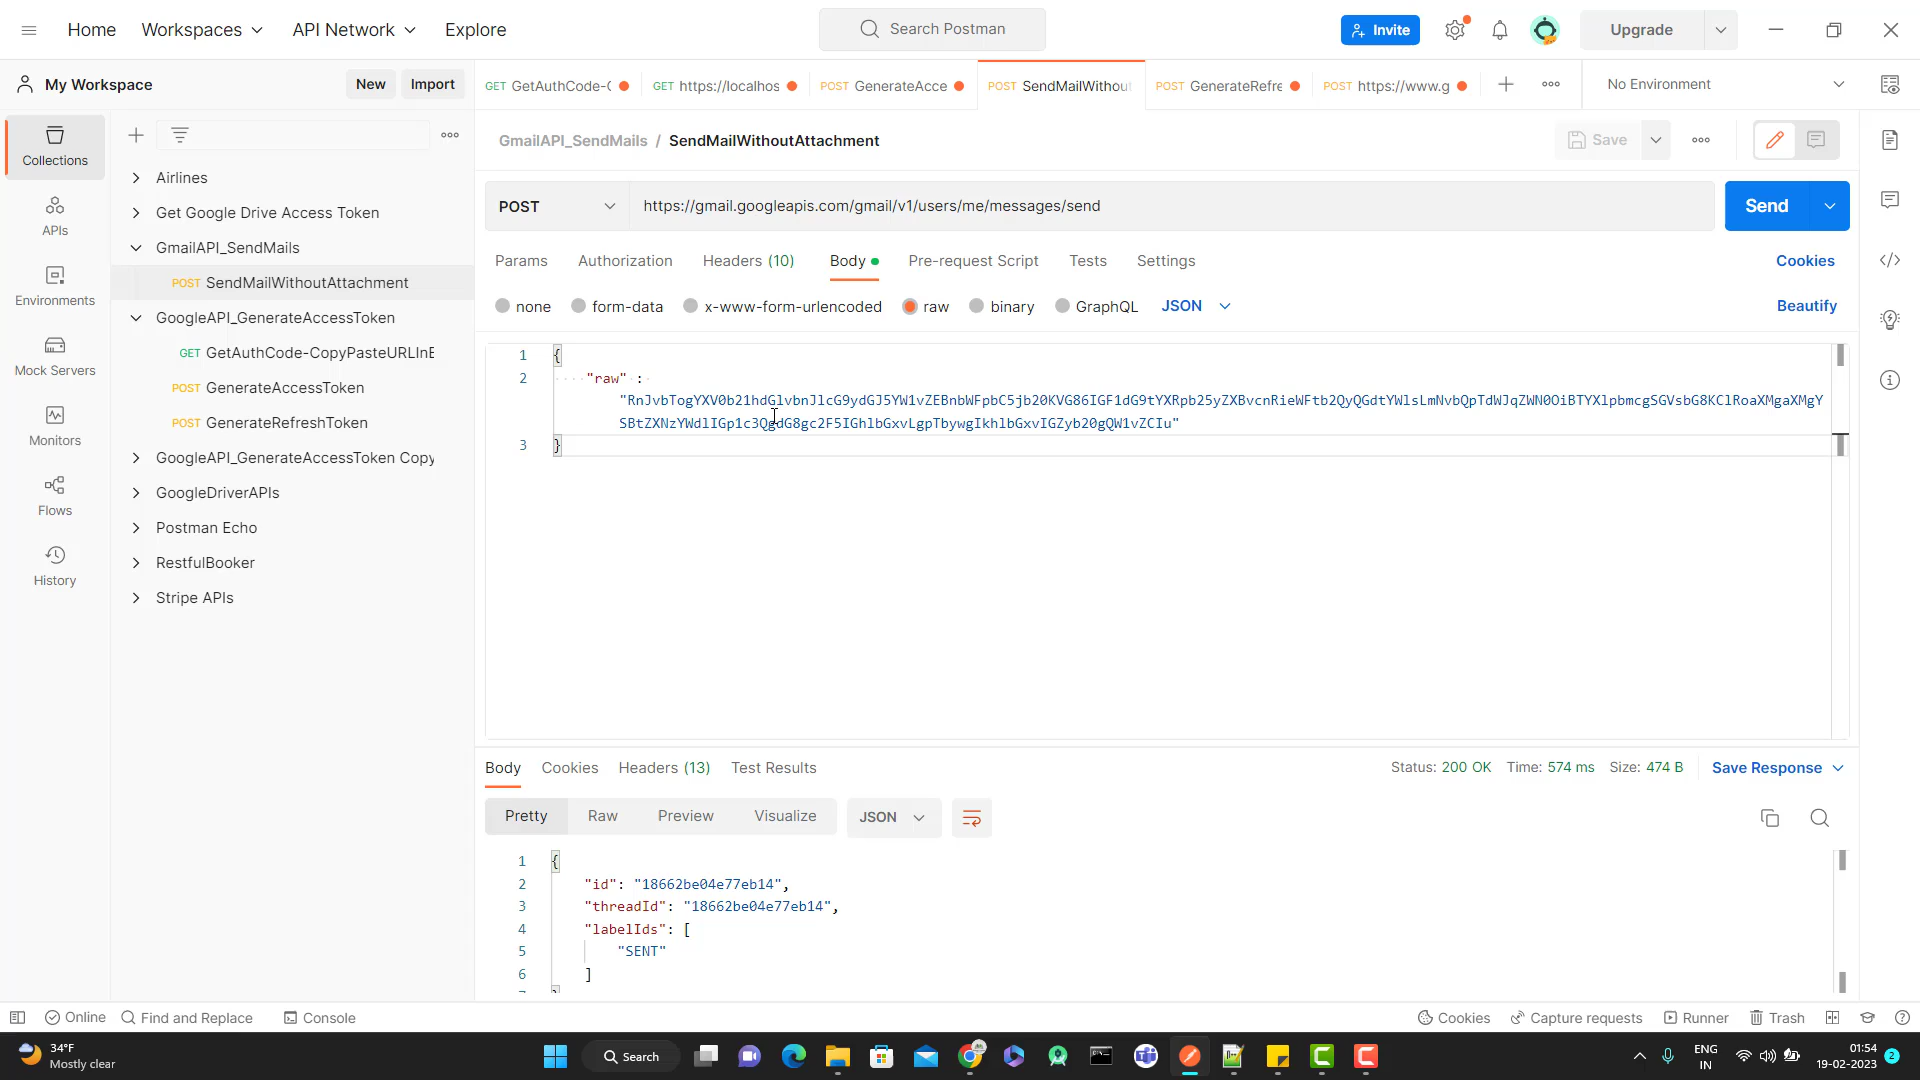 Home
Workspaces
API Network
Explore
Search Postman
Invite
Upgrade
My Workspace
New
Import
GET GetAuthCode-C
GET https://localhos
POST GenerateAcce
POST SendMailWithou
POST GenerateRefre
POST https://www.g
No Environment
Collections
APIs
Environments
Mock Servers
Monitors
Flows
History
Airlines
Get Google Drive Access Token
GmailAPI_SendMails
POST SendMailWithoutAttachment
GoogleAPI_GenerateAccessToken
GET GetAuthCode-CopyPasteURLInE
POST GenerateAccessToken
POST GenerateRefreshToken
GoogleAPI_GenerateAccessToken Copy
GoogleDriverAPIs
Postman Echo
RestfulBooker
Stripe APIs
GmailAPI_SendMails / SendMailWithoutAttachment
Save
POST
https://gmail.googleapis.com/gmail/v1/users/me/messages/send
Send
Params
Authorization
Headers (10)
Body
Pre-request Script
Tests
Settings
Cookies
none
form-data
x-www-form-urlencoded
raw
binary
GraphQL
JSON
Beautify
1 {
2 "raw" :
"RnJvbTogYXV0b21hdGlvbnJlcG9ydGJ5YW1vZEBnbWFpbC5jb20KVG86IGF1dG9tYXRpb25yZXBvcnRieWFtb2QyQGdtYWlsLmNvbQpTdWJqZWN0OiBTYXlpbmcgSGVsbG8KClRoaXMgaXMgY
SBtZXNzYWdlIGp1c3QgdG8gc2F5IGhlbGxvLgpTbywgIkhlbGxvIGZyb20gQW1vZCIu"
3 }
Body
Cookies
Headers (13)
Test Results
Status: 200 OK Time: 574 ms Size: 474 B
Save Response
Pretty
Raw
Preview
Visualize
JSON
1 {
2 "id": "18662be04e77eb14",
3 "threadId": "18662be04e77eb14",
4 "labelIds": [
5 "SENT"
6 ]
7 }
Online
Find and Replace
Console
Cookies
Capture requests
Runner
Trash
34°F
Mostly clear
Search
ENG
IN
01:54
19-02-2023
2